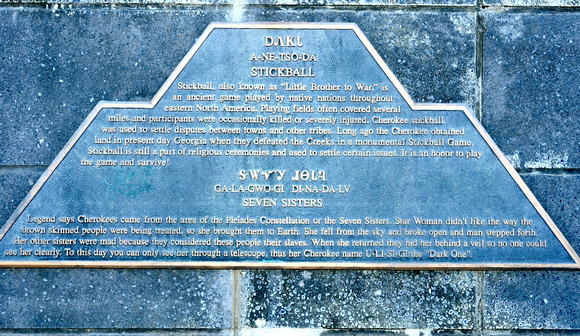 ᎠᏁᏦᏓ
A-NE-TSO-DA
STICKBALL
Stickball, also known as "Little Brother to War," is
an ancient game played by native nations throughout
eastern North America. Playing fields often covered several
miles and participants were occasionally killed or severely injured. Cherokee stickball
was used to settle disputes between towns and other tribes. Long ago the Cherokee obtained
land in present day Georgia when they defeated the Creeks in a monumental Stickball Game.
Stickball is still a part of religious ceremonies and used to settle certain issues. It is an honor to play
the game and survive!
ᎦᎳᏉᎩ ᏗᎾᏓᎸ
GA-LA-GWO-GI DI-NA-DA-LV
SEVEN SISTERS
Legend says Cherokees came from the area of the Pleiades Constellation or the Seven Sisters. Star Woman didn't like the way the
brown skinned people were being treated, so she brought them to Earth. She fell from the sky and broke open and man stepped forth.
Her other sisters were mad because they considered these people their slaves. When she returned they hid her behind a veil so no one could
see her clearly. To this day you can only see her through a telescope, thus her Cherokee name U-LI-SI-GI the "Dark One".